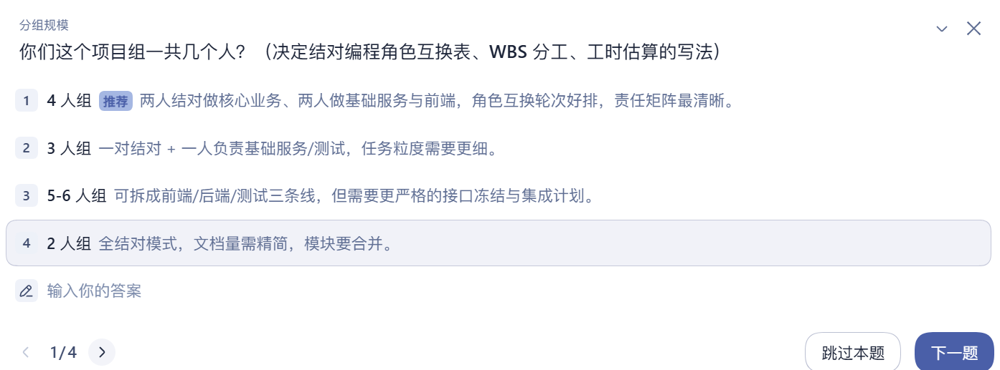 分组规模
你们这个项目组一共几个人？（决定结对编程角色互换表、WBS 分工、工时估算的写法）
1 4 人组 推荐 两人结对做核心业务、两人做基础服务与前端，角色互换轮次好排，责任矩阵最清晰。
2 3 人组 一对结对 + 一人负责基础服务/测试，任务粒度需要更细。
3 5-6 人组 可拆成前端/后端/测试三条线，但需要更严格的接口冻结与集成计划。
4 2 人组 全结对模式，文档量需精简，模块要合并。
输入你的答案
1/4 跳过本题 下一题